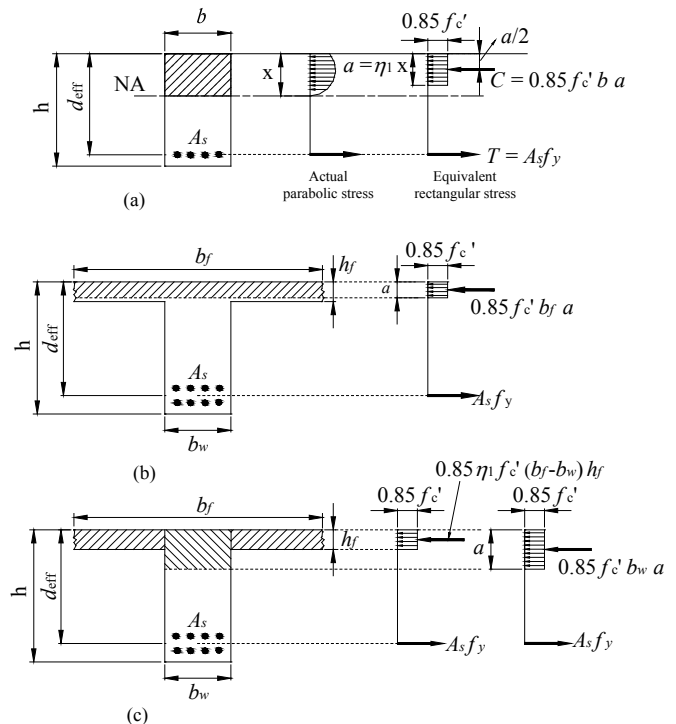 b
0.85 fc'
a/2
h
deff
NA
x
a = η1 x
C = 0.85 fc' b a
As
T = As fy
Actual
parabolic stress
Equivalent
rectangular stress
(a)
bf
hf
0.85 fc '
a
0.85 fc' bf a
h
deff
As
As fy
bw
(b)
0.85 η1 fc' (bf-bw) hf
bf
0.85 fc'
0.85 fc'
hf
a
0.85 fc' bw a
h
deff
As
As fy
As fy
bw
(c)